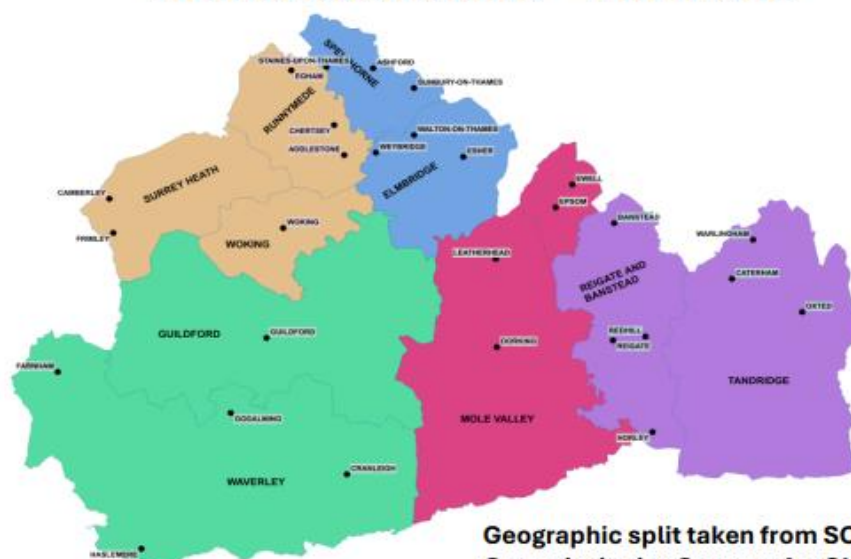 SPELTHORNE
STAINES-UPON-THAMES
ASHFORD
EGHAM
SUNBURY-ON-THAMES
RUNNYMEDE
CHERTSEY
WALTON-ON-THAMES
ADDLESTONE
WEYBRIDGE
ESHER
ELMBRIDGE
SURREY HEATH
CAMBERLEY
FRIMLEY
WOKING
WOKING
EWELL
EPSOM
BANSTEAD
WARLINGHAM
LEATHERHEAD
CATERHAM
REIGATE AND
BANSTEAD
OXTED
GUILDFORD
GUILDFORD
REDHILL
REIGATE
DORKING
FARNHAM
TANDRIDGE
GODALMING
MOLE VALLEY
HORLEY
CRANLEIGH
WAVERLEY
HASLEMERE
Geographic split taken from SC